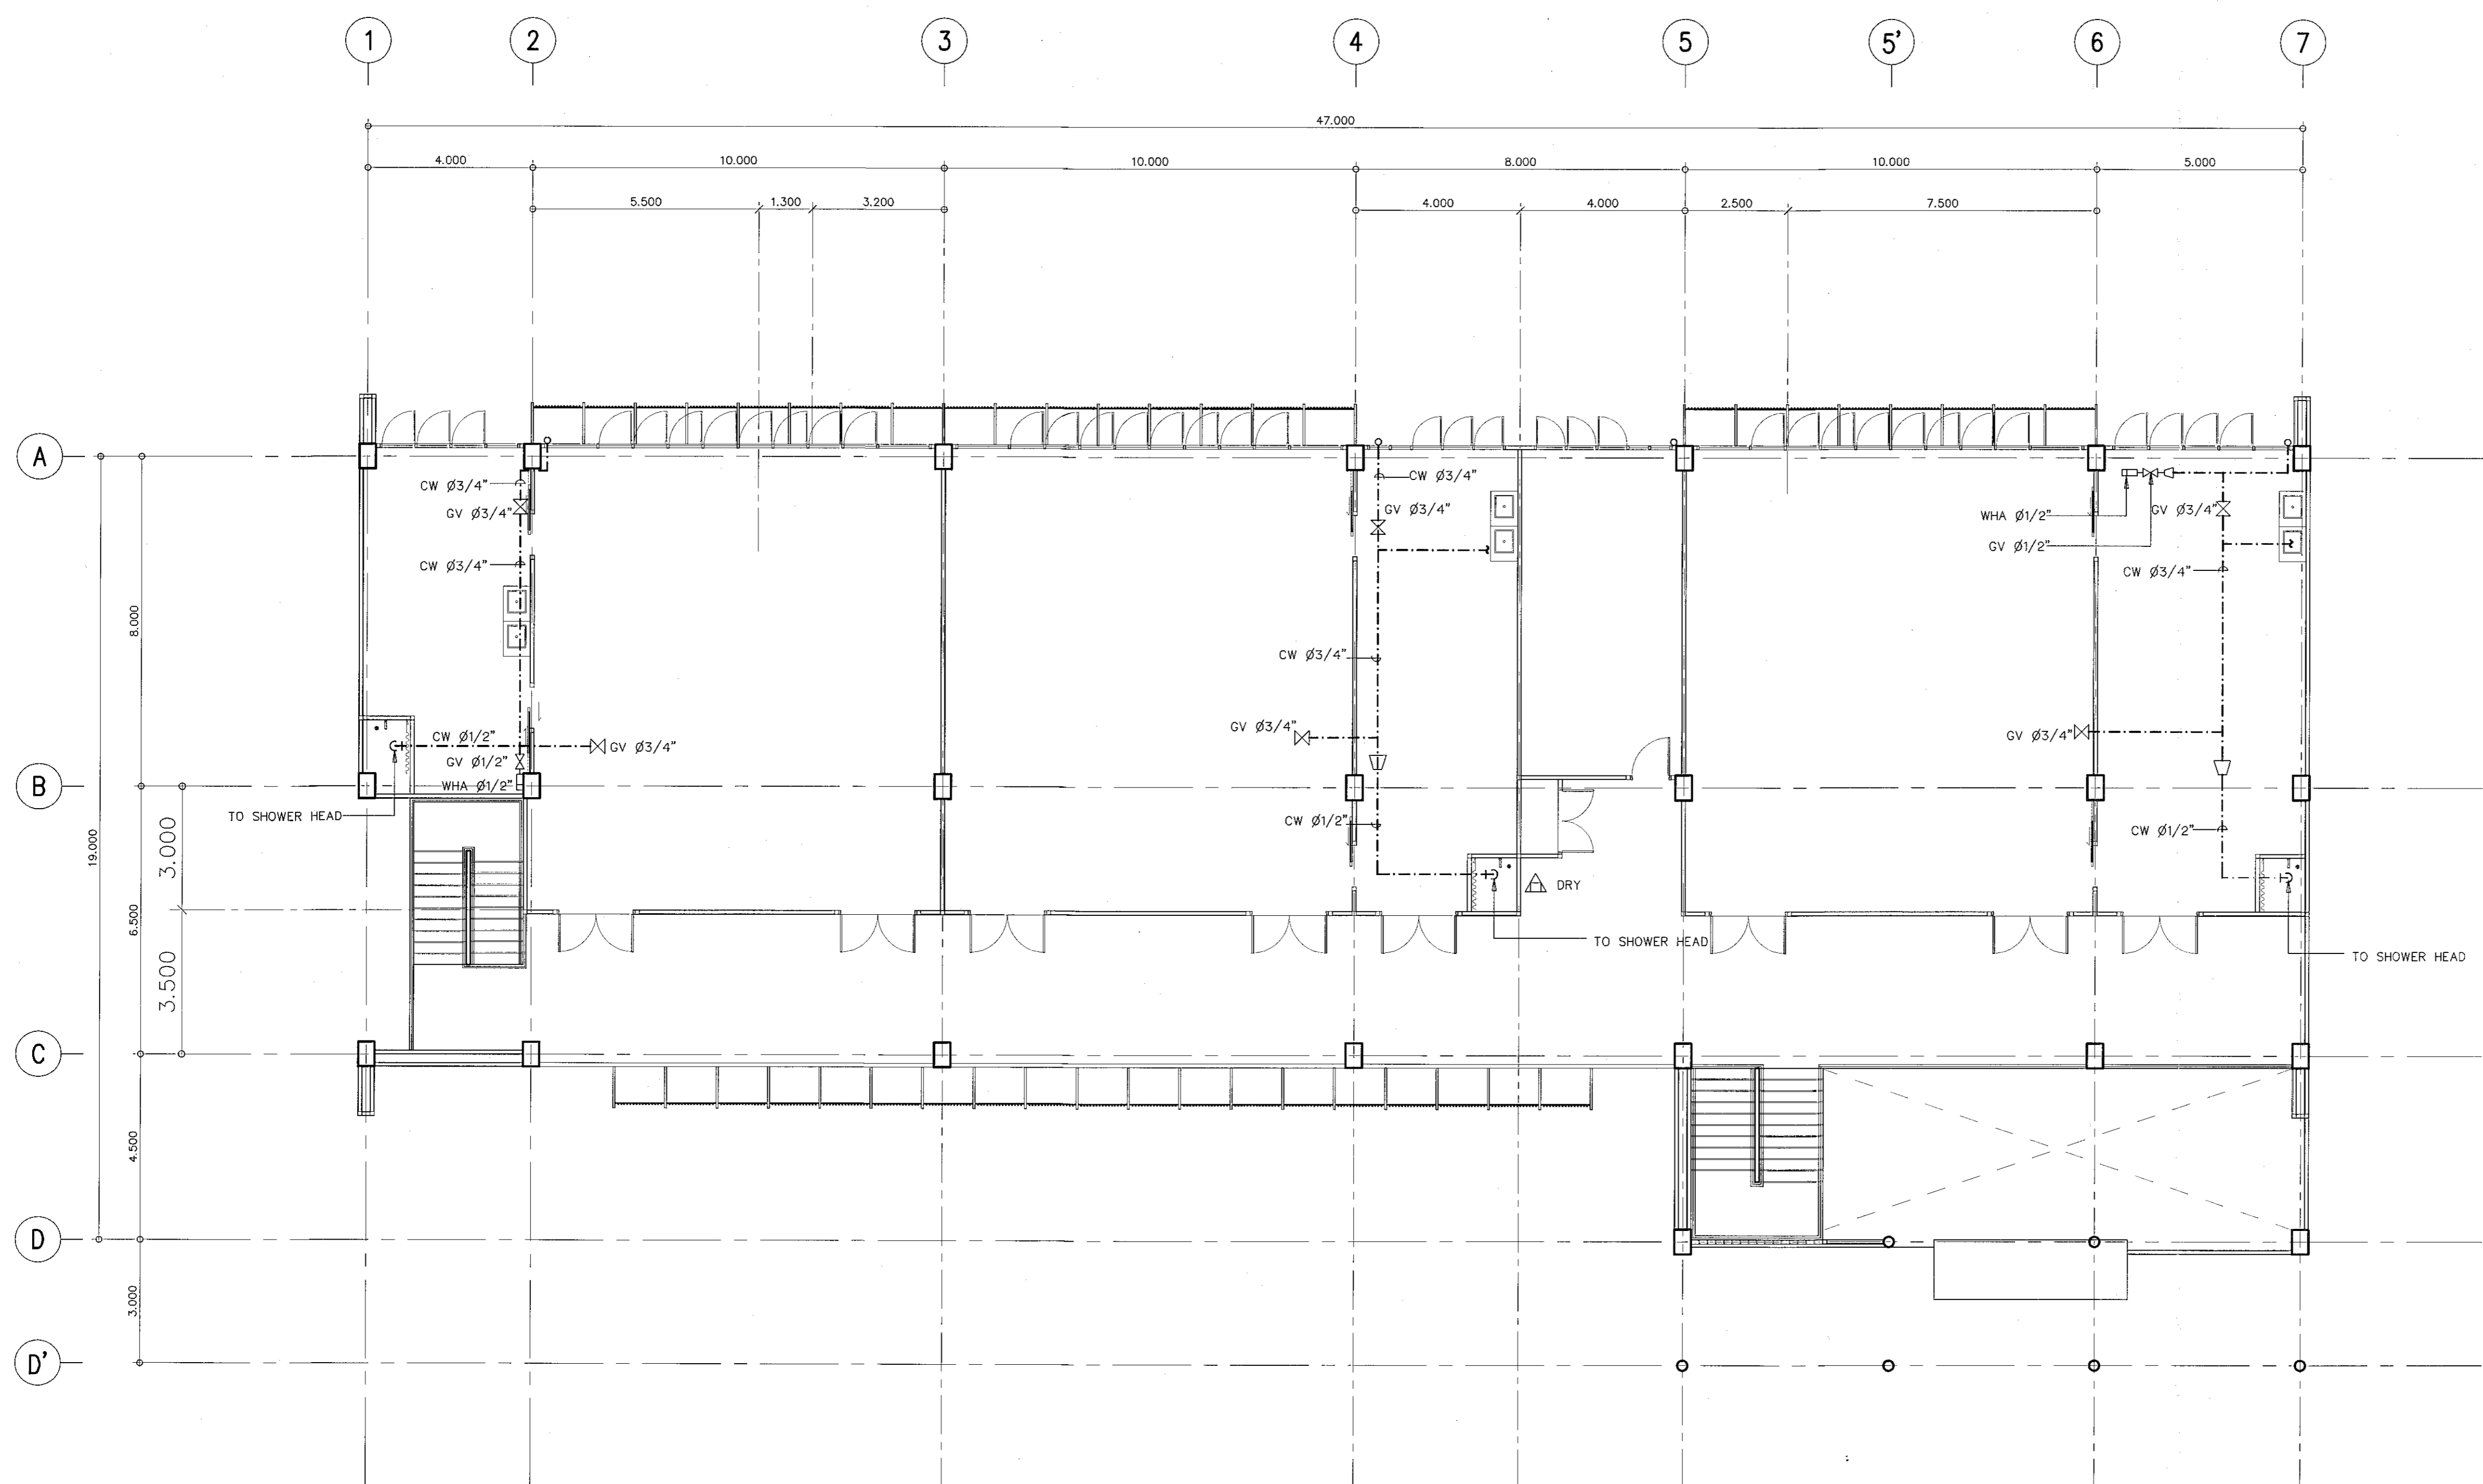 1 2 3 4 5 5' 6 7
47.000
4.000 10.000 10.000 8.000 10.000 5.000
5.500 1.300 3.200 4.000 4.000 2.500 7.500
A
CW Ø3/4" CW Ø3/4"
GV Ø3/4" GV Ø3/4" WHA Ø1/2" GV Ø3/4"
GV Ø1/2"
CW Ø3/4" CW Ø3/4"
8.000
CW Ø3/4"
GV Ø3/4" GV Ø3/4"
CW Ø1/2" GV Ø3/4"
GV Ø1/2"
WHA Ø1/2"
B
TO SHOWER HEAD CW Ø1/2" CW Ø1/2"
19.000
3.000
DRY
6.500
TO SHOWER HEAD TO SHOWER HEAD
3.500
C
4.500
D
3.000
D'